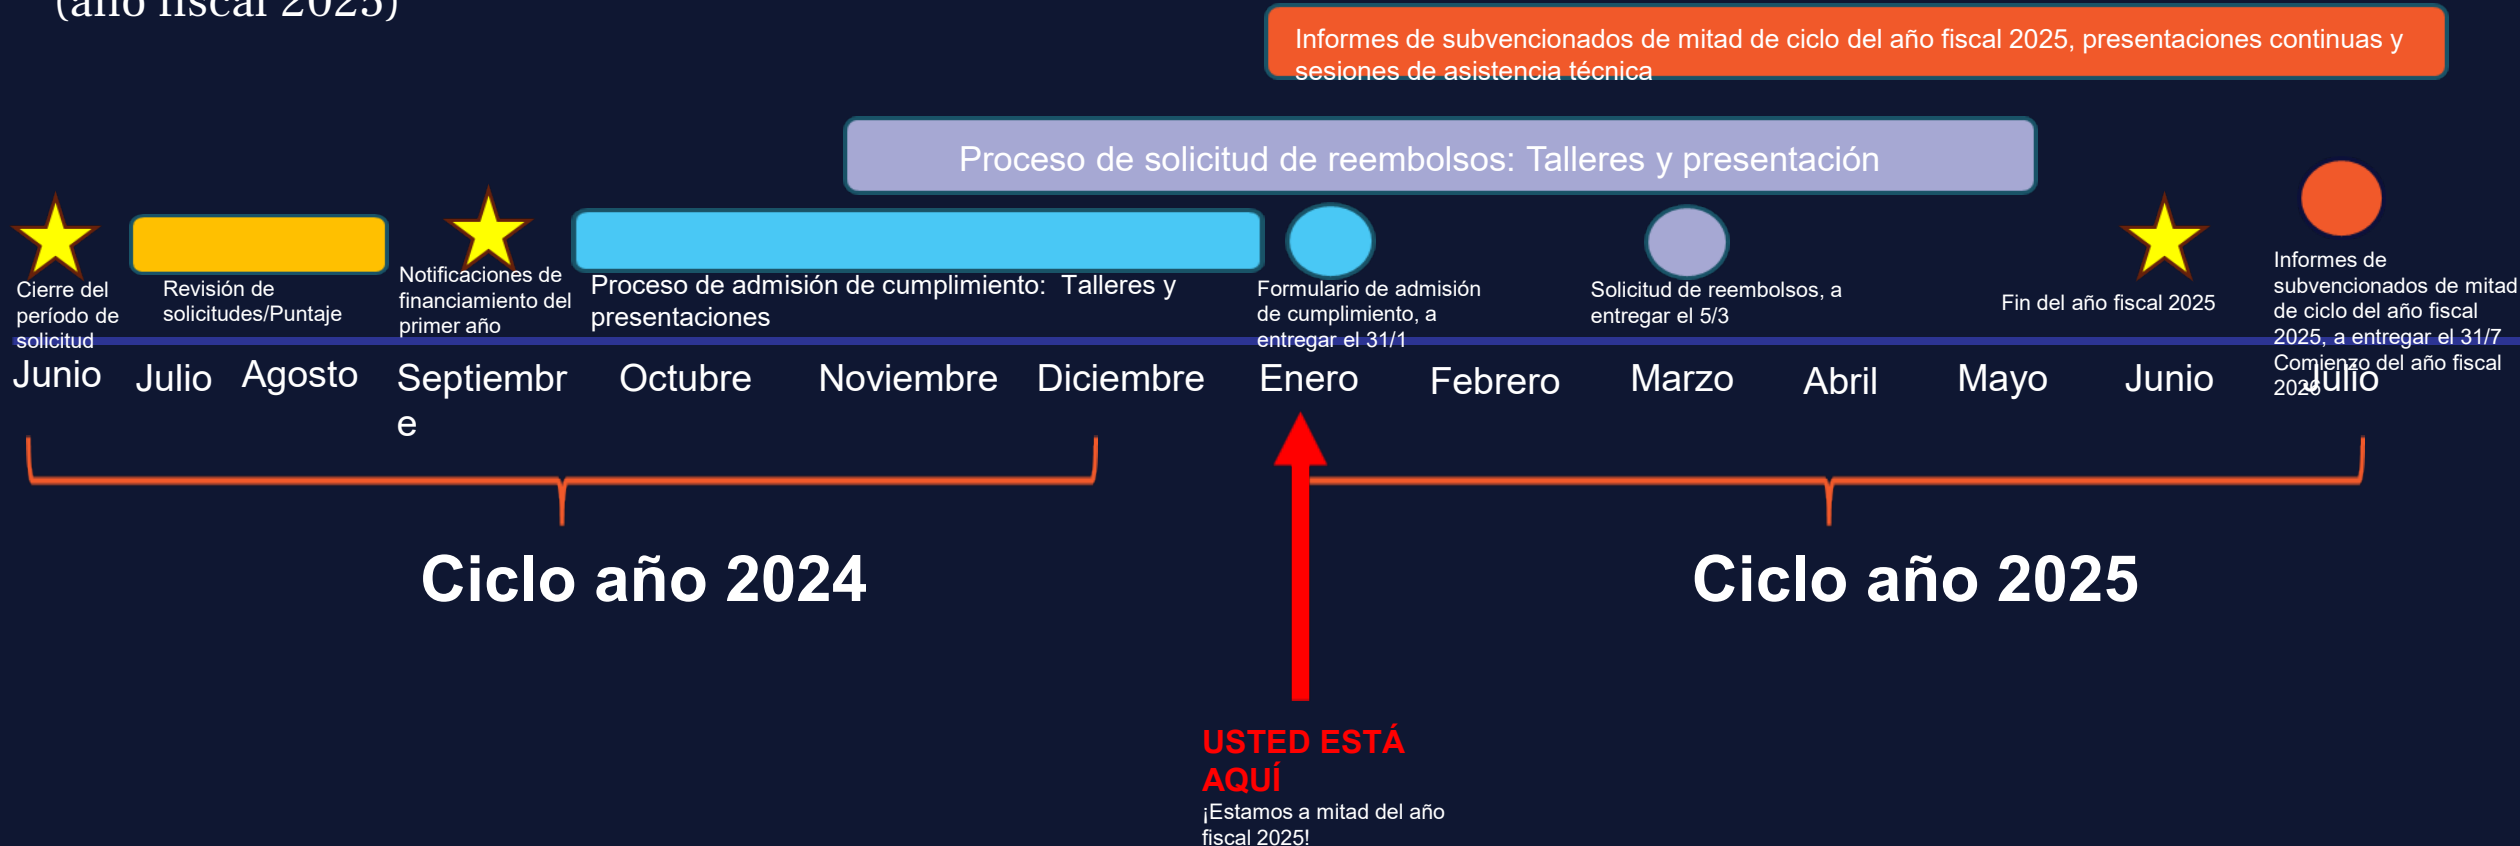 (año fiscal 2025)
Informes de subvencionados de mitad de ciclo del año fiscal 2025, presentaciones continuas y
sesiones de asistencia técnica
Proceso de solicitud de reembolsos: Talleres y presentación
Cierre del
período de
solicitud
Revisión de
solicitudes/Puntaje
Notificaciones de
financiamiento del
primer año
Proceso de admisión de cumplimiento: Talleres y
presentaciones
Formulario de admisión
de cumplimiento, a
entregar el 31/1
Solicitud de reembolsos, a
entregar el 5/3
Fin del año fiscal 2025
Informes de
subvencionados de mitad
de ciclo del año fiscal
2025, a entregar el 31/7
Comienzo del año fiscal
2026
Junio
Julio
Agosto
Septiembr
e
Octubre
Noviembre
Diciembre
Enero
Febrero
Marzo
Abril
Mayo
Junio
Julio
Ciclo año 2024
Ciclo año 2025
USTED ESTÁ
AQUÍ
¡Estamos a mitad del año
fiscal 2025!